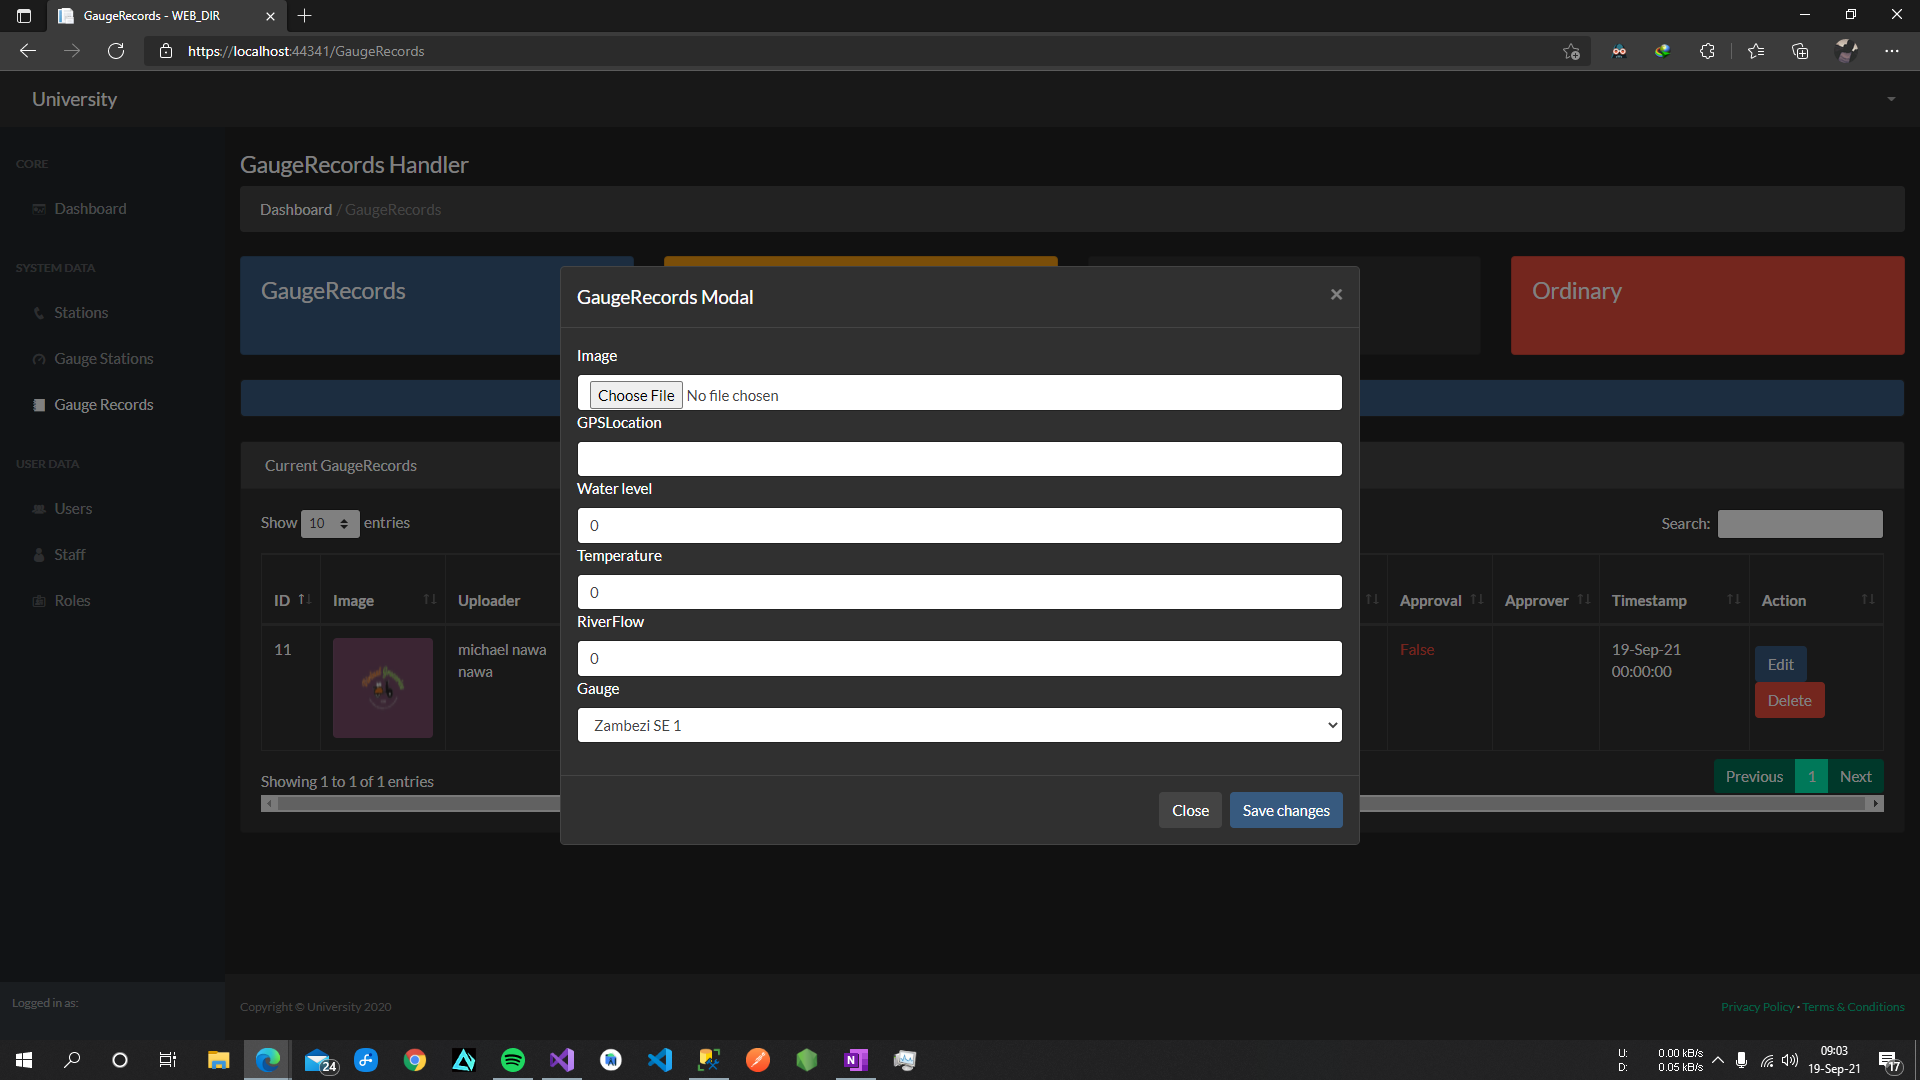 GaugeRecords - WEB_DIR
https://localhost:44341/GaugeRecords
University
CORE
Dashboard
SYSTEM DATA
Stations
Gauge Stations
Gauge Records
USER DATA
Users
Staff
Roles
Logged in as:
GaugeRecords Handler
Dashboard / GaugeRecords
GaugeRecords
Ordinary
Current GaugeRecords
Show 10 entries
Search:
ID Image Uploader Approval Approver Timestamp Action
11 michael nawa False 19-Sep-21 Edit
nawa 00:00:00 Delete
Showing 1 to 1 of 1 entries
Previous 1 Next
GaugeRecords Modal
×
Image
Choose File No file chosen
GPSLocation
Water level
0
Temperature
0
RiverFlow
0
Gauge
Zambezi SE 1
Close Save changes
Copyright © University 2020
Privacy Policy · Terms & Conditions
24
U: 0.00 kB/s
D: 0.05 kB/s
09:03
19-Sep-21
17